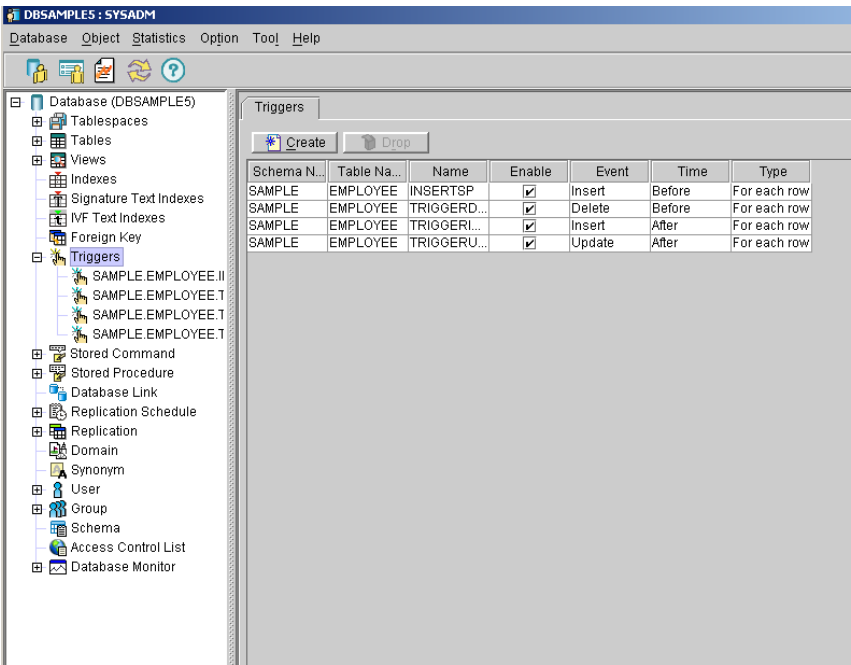 DBSAMPLE5 : SYSADM
Database Object Statistics Option Tool Help
Database (DBSAMPLE5)
Tablespaces
Tables
Views
Indexes
Signature Text Indexes
IVF Text Indexes
Foreign Key
Triggers
SAMPLE.EMPLOYEE.II
SAMPLE.EMPLOYEE.T
SAMPLE.EMPLOYEE.T
SAMPLE.EMPLOYEE.T
Stored Command
Stored Procedure
Database Link
Replication Schedule
Replication
Domain
Synonym
User
Group
Schema
Access Control List
Database Monitor
Triggers
Create Drop
Schema N... Table Na... Name Enable Event Time Type
SAMPLE EMPLOYEE INSERTSP Insert Before For each row
SAMPLE EMPLOYEE TRIGGERD... Delete Before For each row
SAMPLE EMPLOYEE TRIGGERI... Insert After For each row
SAMPLE EMPLOYEE TRIGGERU... Update After For each row